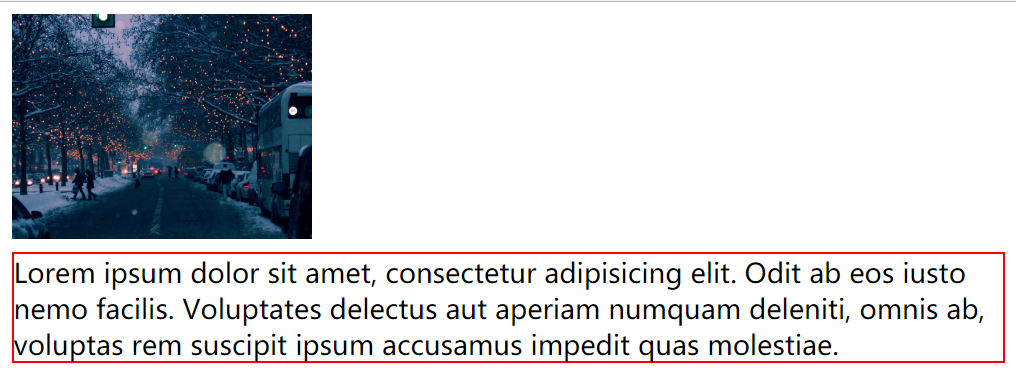 Lorem ipsum dolor sit amet, consectetur adipisicing elit. Odit ab eos iusto
nemo facilis. Voluptates delectus aut aperiam numquam deleniti, omnis ab,
voluptas rem suscipit ipsum accusamus impedit quas molestiae.